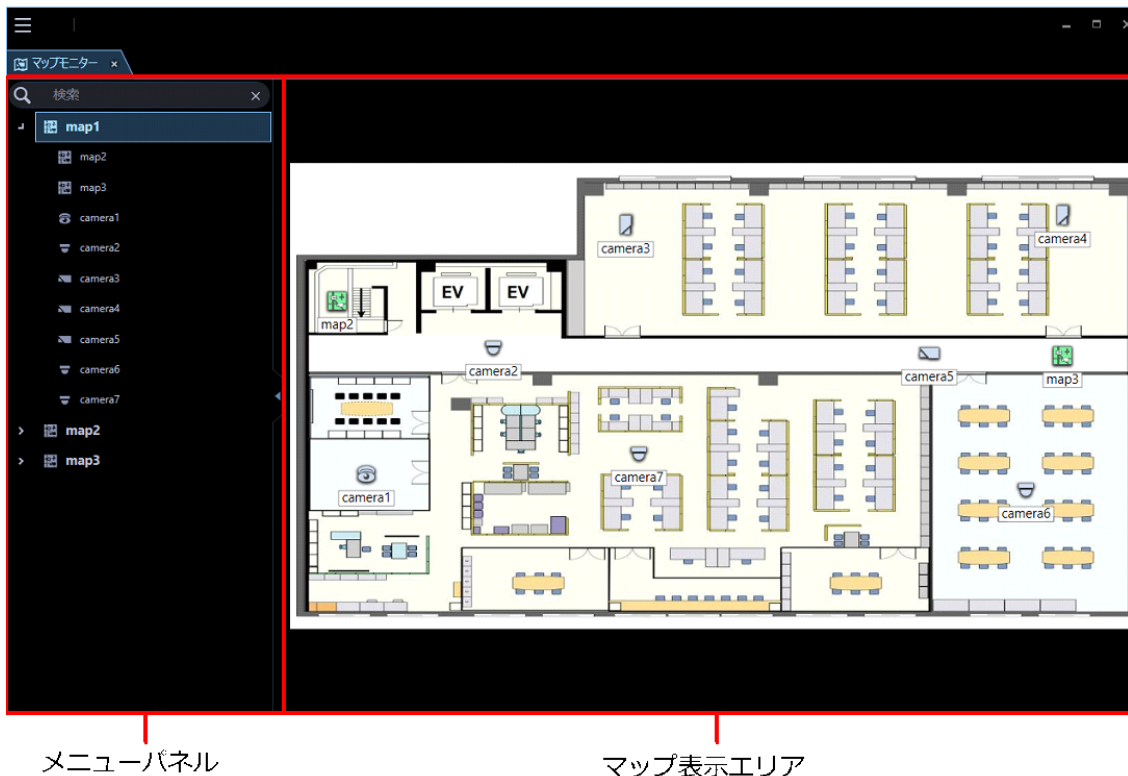 マップモニター ×
検索 ×
map1
map2
map3
camera1
camera2
camera3
camera4
camera5
camera6
camera7
map2
map3
camera3
camera4
EV EV
map2
camera2
camera5
map3
camera7
camera1
camera6
メニューパネル
マップ表示エリア